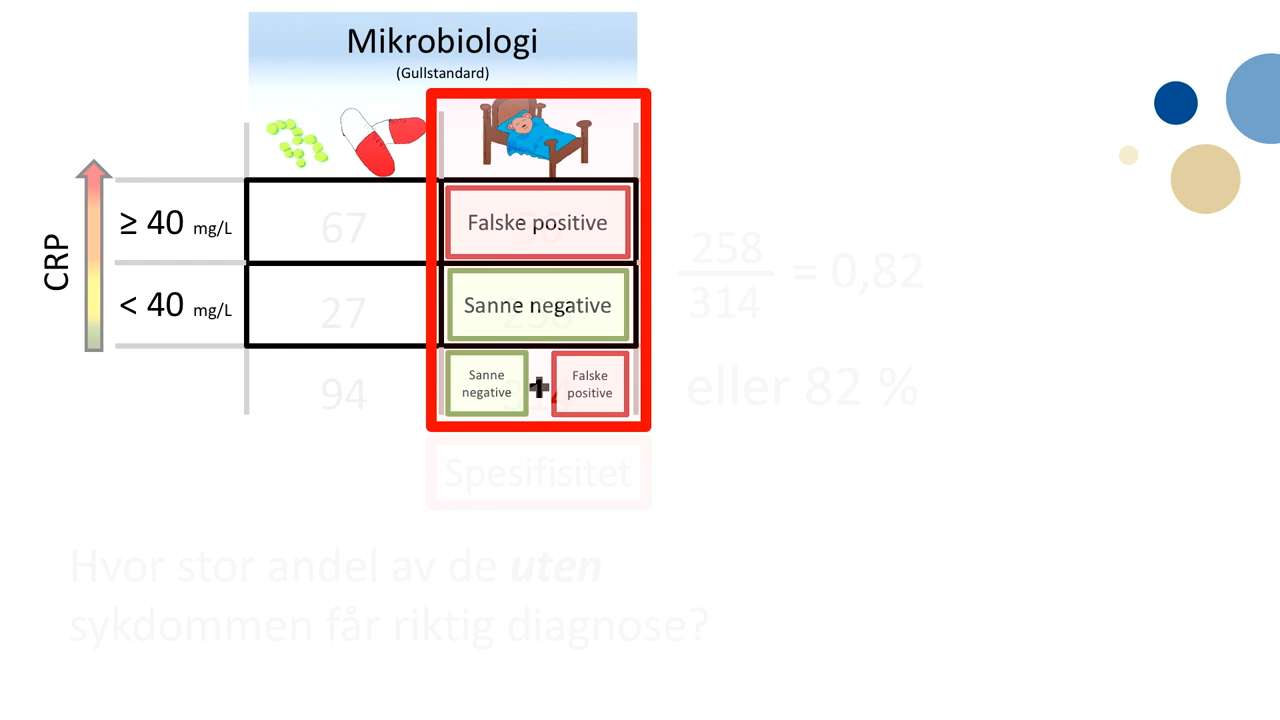 Mikrobiologi
(Gullstandard)
CRP
≥ 40 mg/L
67
Falske positive
258
314
= 0,82
< 40 mg/L
27
Sanne negative
94
Sanne
negative
+
Falske
positive
eller 82 %
Spesifisitet
Hvor stor andel av de uten
sykdommen får riktig diagnose?